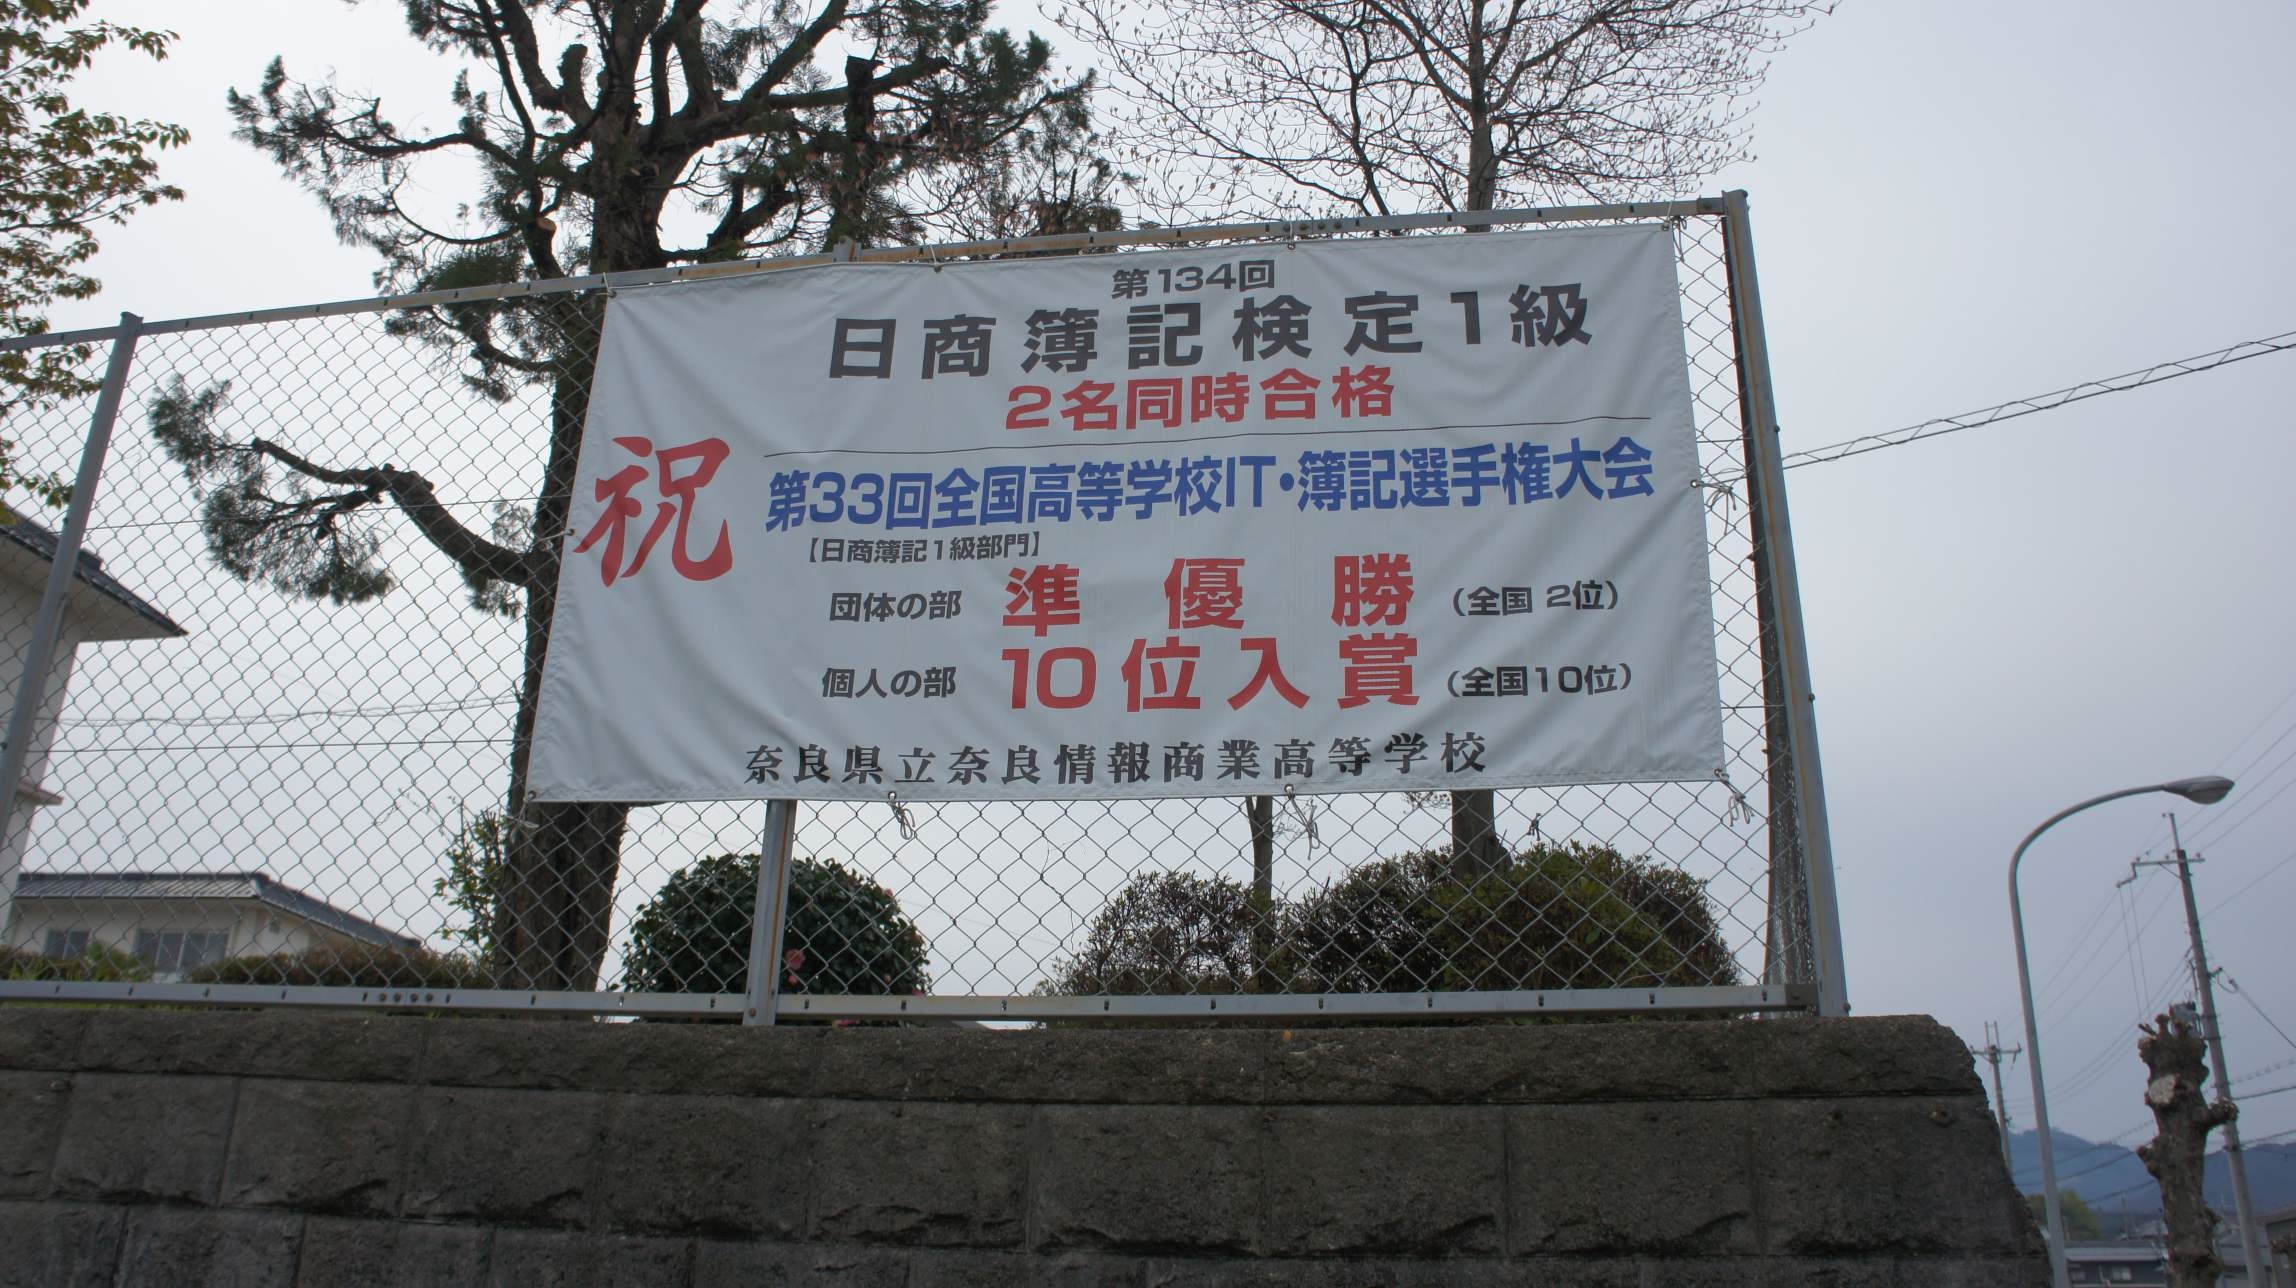 祝
第134回
日商簿記検定1級
2名同時合格
第33回全国高等学校IT・簿記選手権大会
【日商簿記1級部門】
団体の部 準優勝 (全国 2位)
個人の部 10位入賞 (全国10位)
奈良県立奈良情報商業高等学校